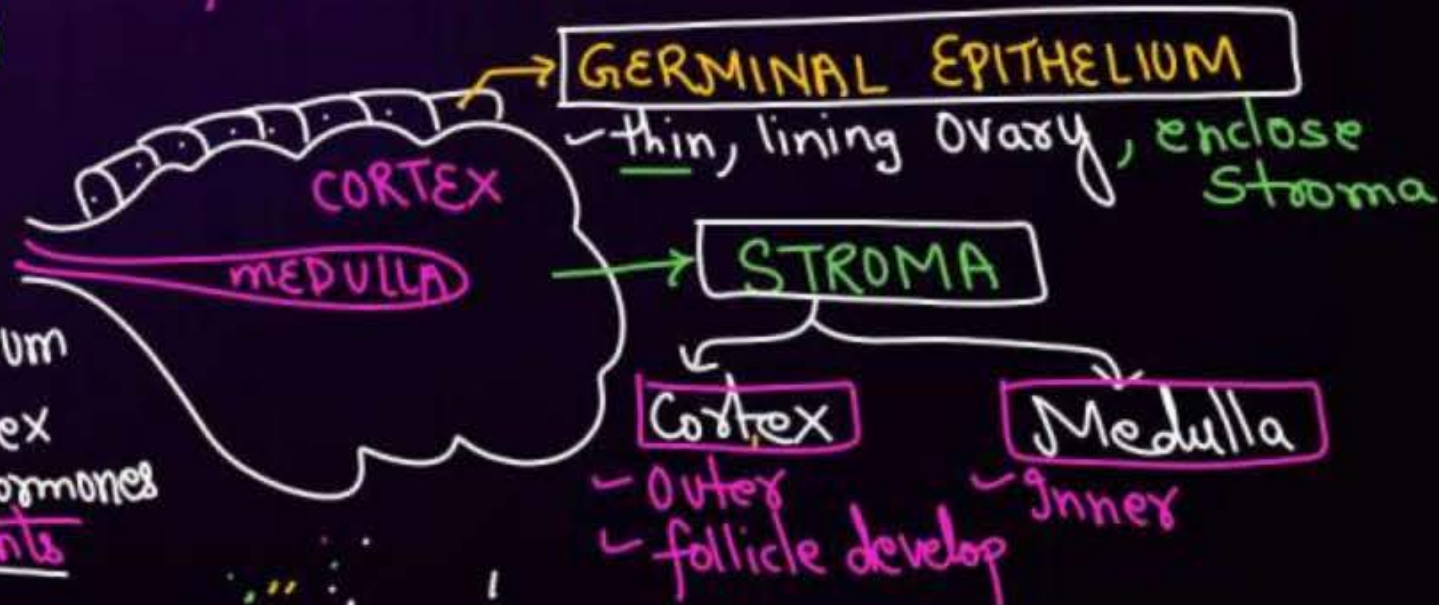 GERMINAL EPITHELIUM
thin, lining Ovary, enclose
Stroma
CORTEX
MEDULLA
STROMA
um
ex
ormones
nts
Cortex
- Outer
- follicle develop
Medulla
- Inner